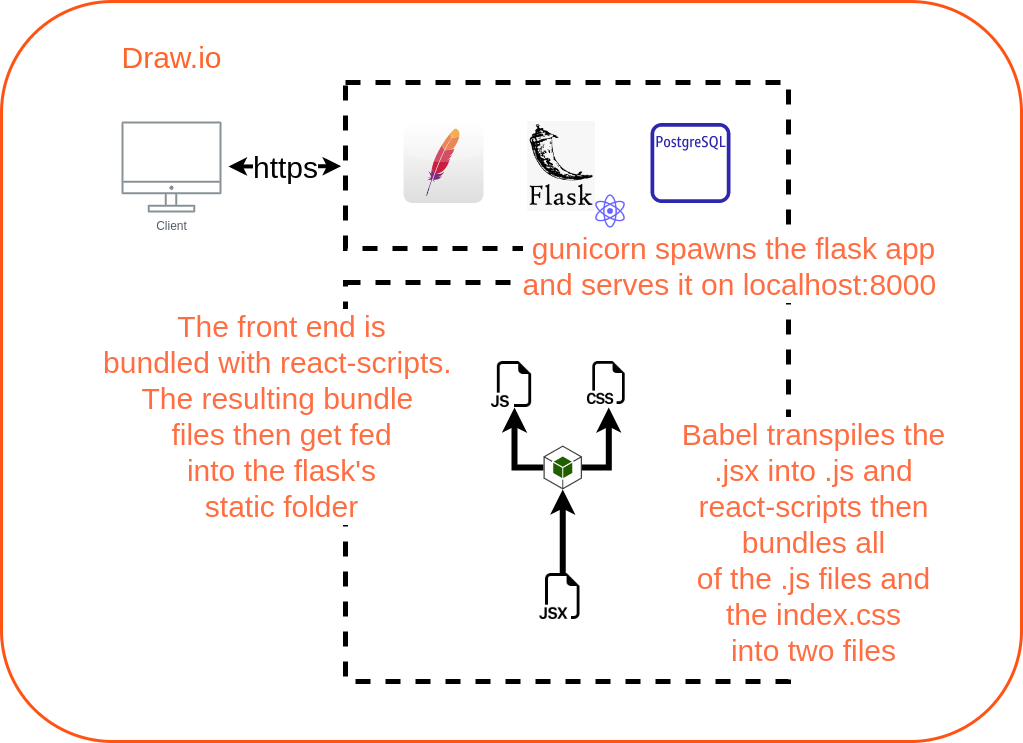 Draw.io
https
Client
Flask
PostgreSQL
gunicorn spawns the flask app
and serves it on localhost:8000
The front end is
bundled with react-scripts.
The resulting bundle
files then get fed
into the flask's
static folder
JS
CSS
JSX
Babel transpiles the
.jsx into .js and
react-scripts then
bundles all
of the .js files and
the index.css
into two files